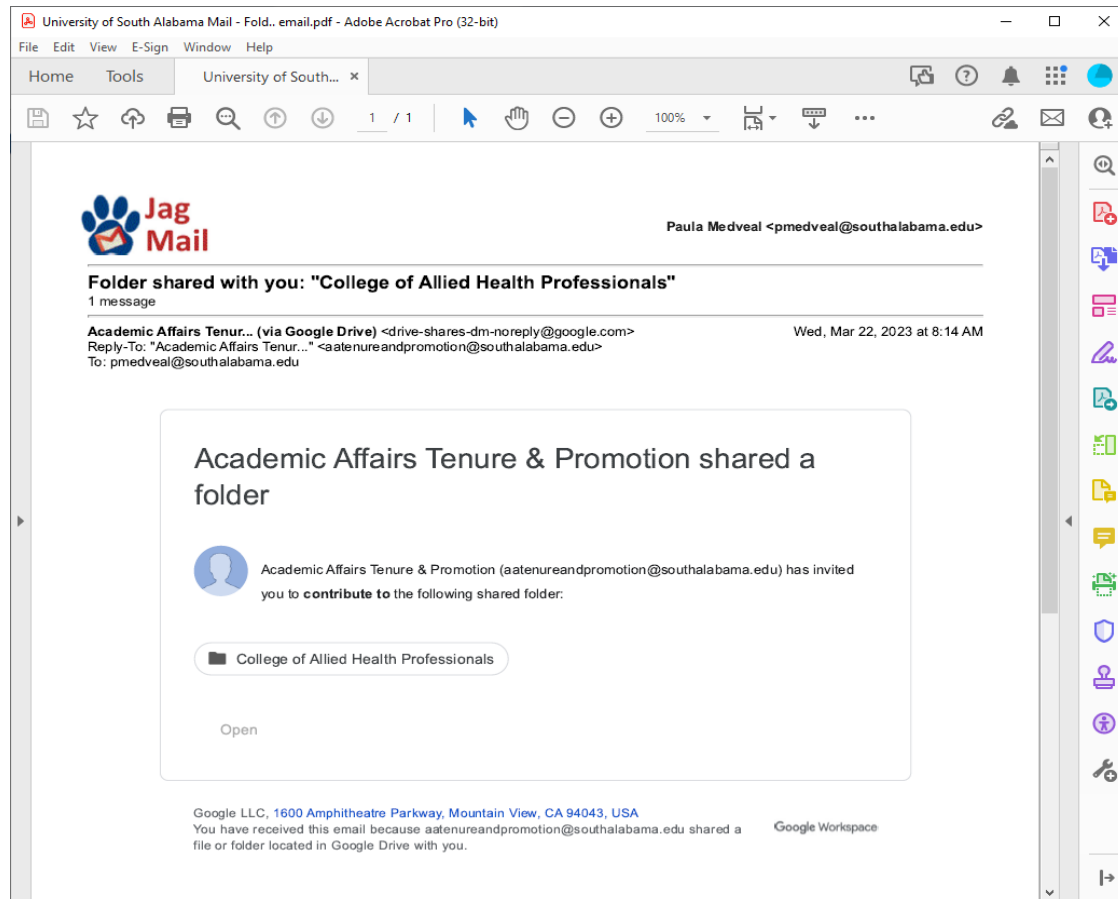 University of South Alabama Mail - Fold.. email.pdf - Adobe Acrobat Pro (32-bit)
File Edit View E-Sign Window Help
Home Tools University of South... ×
1 / 1 100%
Jag
Mail
Paula Medveal <pmedveal@southalabama.edu>
Folder shared with you: "College of Allied Health Professionals"
1 message
Academic Affairs Tenur... (via Google Drive) <drive-shares-dm-noreply@google.com> Wed, Mar 22, 2023 at 8:14 AM
Reply-To: "Academic Affairs Tenur..." <aatenureandpromotion@southalabama.edu>
To: pmedveal@southalabama.edu
Academic Affairs Tenure & Promotion shared a
folder
Academic Affairs Tenure & Promotion (aatenureandpromotion@southalabama.edu) has invited
you to contribute to the following shared folder:
College of Allied Health Professionals
Open
Google LLC, 1600 Amphitheatre Parkway, Mountain View, CA 94043, USA
You have received this email because aatenureandpromotion@southalabama.edu shared a
file or folder located in Google Drive with you.
Google Workspace